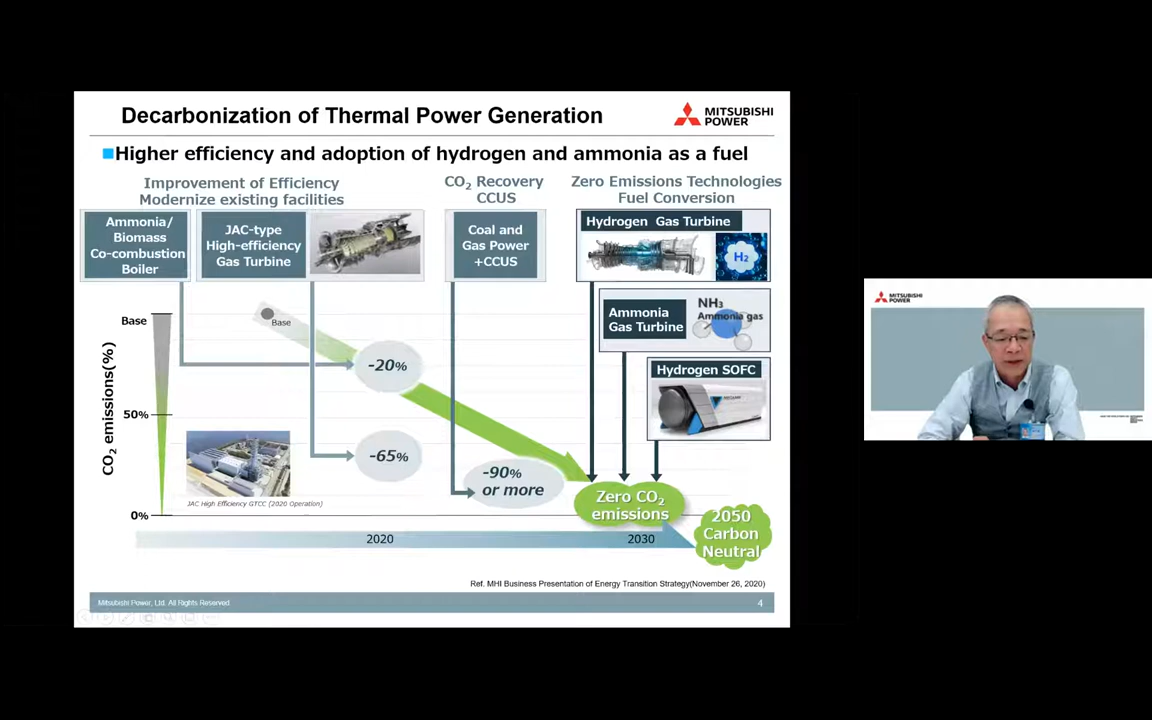 Decarbonization of Thermal Power Generation
MITSUBISHI
POWER
Higher efficiency and adoption of hydrogen and ammonia as a fuel
Improvement of Efficiency
Modernize existing facilities
CO₂ Recovery
CCUS
Zero Emissions Technologies
Fuel Conversion
Ammonia/
Biomass
Co-combustion
Boiler
JAC-type
High-efficiency
Gas Turbine
Coal and
Gas Power
+CCUS
Hydrogen Gas Turbine
H₂
Ammonia
Gas Turbine
NH₃
Ammonia gas
Hydrogen SOFC
CO₂ emissions(%)
Base
50%
0%
Base
-20%
-65%
-90%
or more
Zero CO₂
emissions
2050
Carbon
Neutral
JAC High Efficiency GTCC (2020 Operation)
2020
2030
Ref. MHI Business Presentation of Energy Transition Strategy(November 26, 2020)
Mitsubishi Power, Ltd. All Rights Reserved
4
MITSUBISHI
POWER